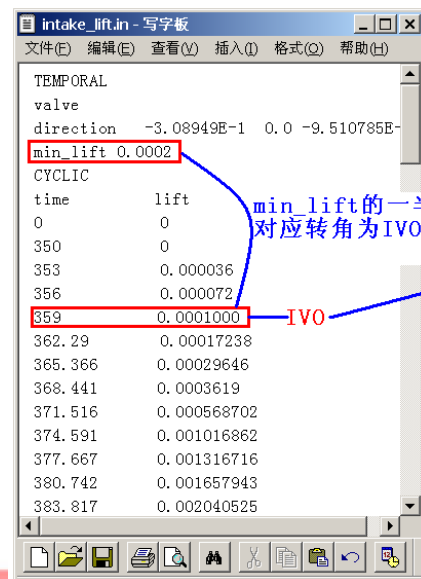 intake_lift.in - 写字板
文件(F) 编辑(E) 查看(V) 插入(I) 格式(O) 帮助(H)
TEMPORAL
valve
direction -3.08949E-1 0.0 -9.510785E-
min_lift 0.0002
CYCLIC
time lift
min_lift的一半
对应转角为IVO
0 0
350 0
353 0.000036
356 0.000072
359 0.0001000 IVO
362.29 0.00017238
365.366 0.00029646
368.441 0.0003619
371.516 0.000568702
374.591 0.001016862
377.667 0.001316716
380.742 0.001657943
383.817 0.002040525